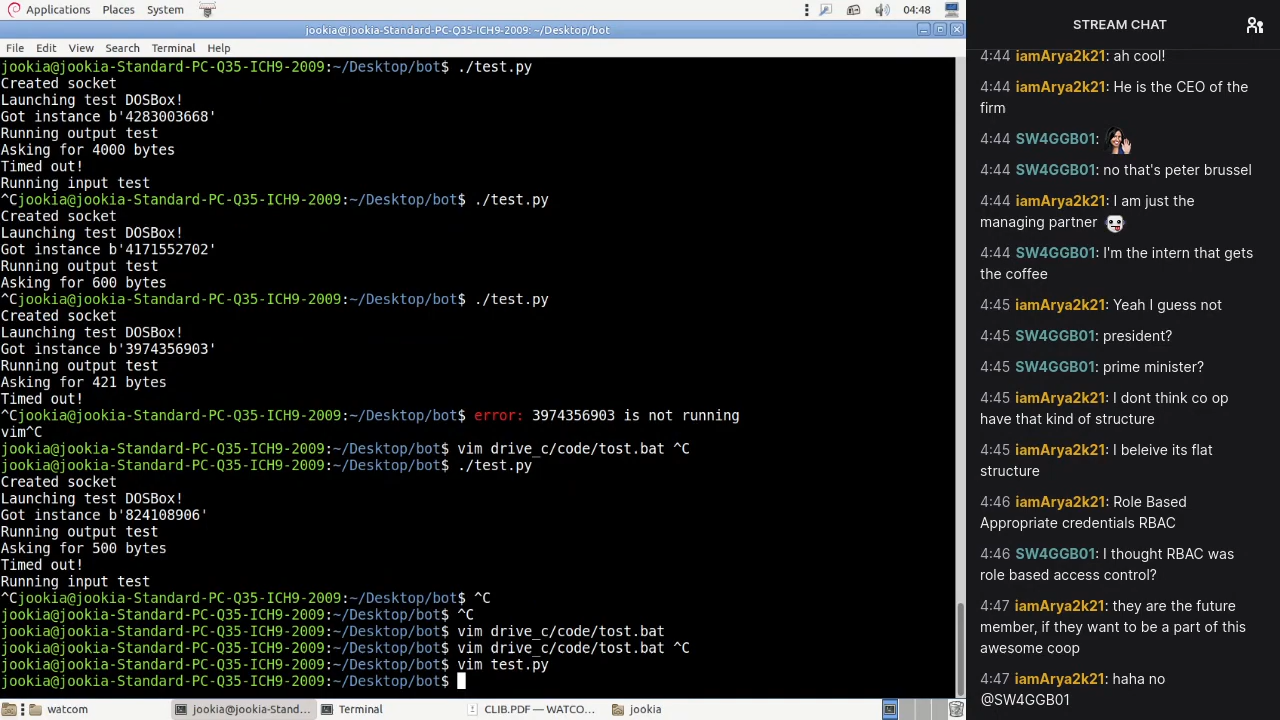 Applications Places System
04:48
jookia@jookia-Standard-PC-Q35-ICH9-2009: ~/Desktop/bot
File Edit View Search Terminal Help
jookia@jookia-Standard-PC-Q35-ICH9-2009:~/Desktop/bot$ ./test.py
Created socket
Launching test DOSBox!
Got instance b'4283003668'
Running output test
Asking for 4000 bytes
Timed out!
Running input test
^Cjookia@jookia-Standard-PC-Q35-ICH9-2009:~/Desktop/bot$ ./test.py
Created socket
Launching test DOSBox!
Got instance b'4171552702'
Running output test
Asking for 600 bytes
^Cjookia@jookia-Standard-PC-Q35-ICH9-2009:~/Desktop/bot$ ./test.py
Created socket
Launching test DOSBox!
Got instance b'3974356903'
Running output test
Asking for 421 bytes
Timed out!
^Cjookia@jookia-Standard-PC-Q35-ICH9-2009:~/Desktop/bot$ error: 3974356903 is not running
vim^C
jookia@jookia-Standard-PC-Q35-ICH9-2009:~/Desktop/bot$ vim drive_c/code/tost.bat ^C
jookia@jookia-Standard-PC-Q35-ICH9-2009:~/Desktop/bot$ ./test.py
Created socket
Launching test DOSBox!
Got instance b'824108906'
Running output test
Asking for 500 bytes
Timed out!
Running input test
^Cjookia@jookia-Standard-PC-Q35-ICH9-2009:~/Desktop/bot$ ^C
jookia@jookia-Standard-PC-Q35-ICH9-2009:~/Desktop/bot$ ^C
jookia@jookia-Standard-PC-Q35-ICH9-2009:~/Desktop/bot$ vim drive_c/code/tost.bat
jookia@jookia-Standard-PC-Q35-ICH9-2009:~/Desktop/bot$ vim drive_c/code/tost.bat ^C
jookia@jookia-Standard-PC-Q35-ICH9-2009:~/Desktop/bot$ vim test.py
jookia@jookia-Standard-PC-Q35-ICH9-2009:~/Desktop/bot$
watcom
jookia@jookia-Stand...
Terminal
CLIB.PDF — WATCO...
jookia
STREAM CHAT
4:44 iamArya2k21: ah cool!
4:44 iamArya2k21: He is the CEO of the
firm
4:44 SW4GGB01:
4:44 SW4GGB01: no that's peter brussel
4:44 iamArya2k21: I am just the
managing partner
4:44 SW4GGB01: I'm the intern that gets
the coffee
4:45 iamArya2k21: Yeah I guess not
4:45 SW4GGB01: president?
4:45 SW4GGB01: prime minister?
4:45 iamArya2k21: I dont think co op
have that kind of structure
4:45 iamArya2k21: I beleive its flat
structure
4:46 iamArya2k21: Role Based
Appropriate credentials RBAC
4:46 SW4GGB01: I thought RBAC was
role based access control?
4:47 iamArya2k21: they are the future
member, if they want to be a part of this
awesome coop
4:47 iamArya2k21: haha no
@SW4GGB01